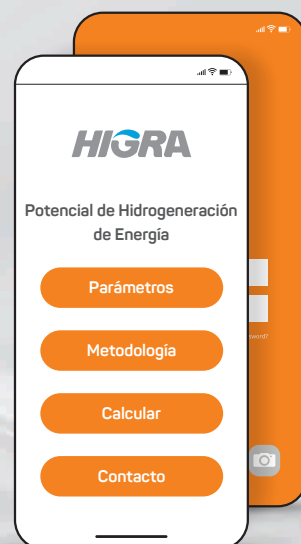 HIGRA
Potencial de Hidrogeneración
de Energía
Parámetros
Metodología
Calcular
Contacto